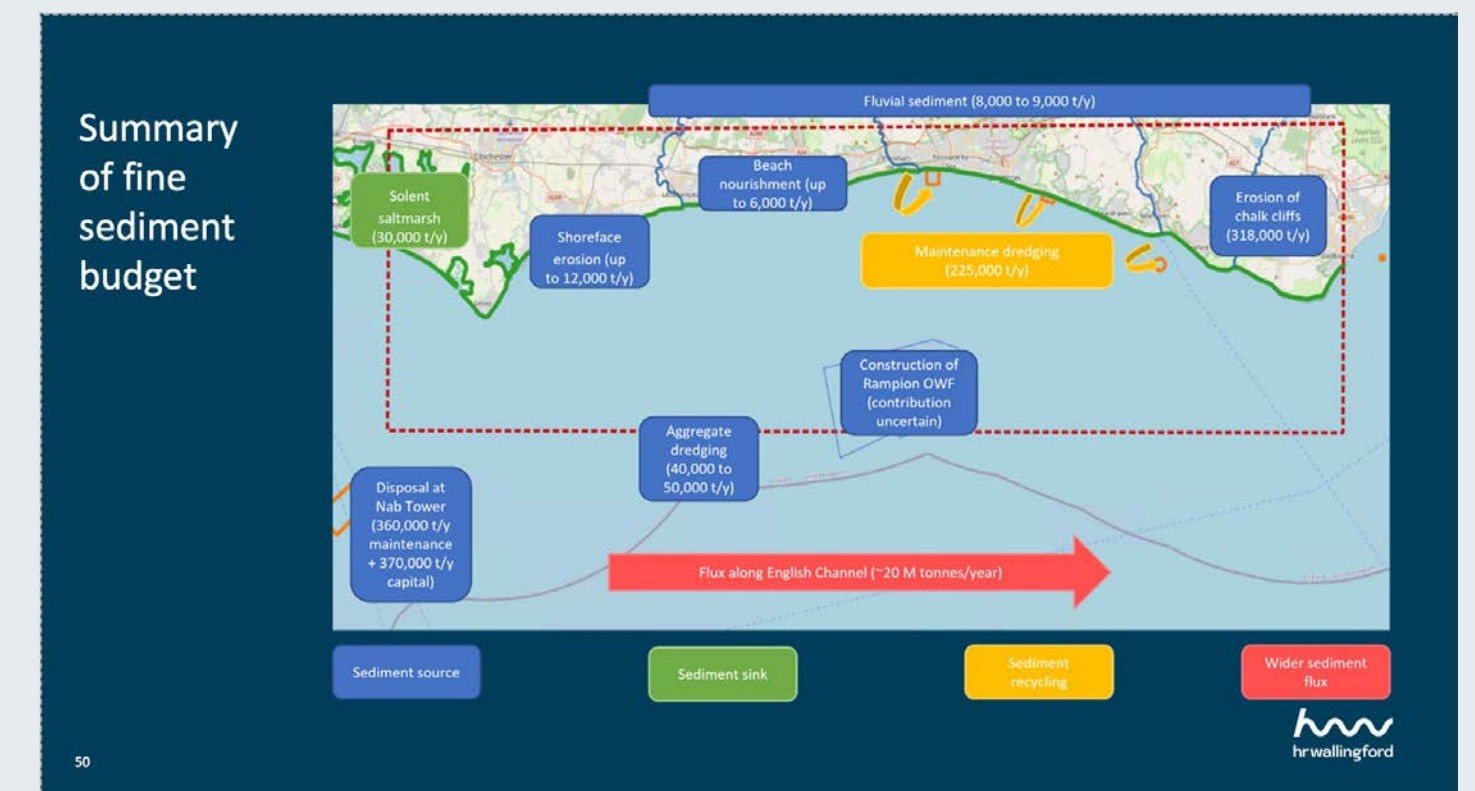 Summary
of fine
sediment
budget
Fluvial sediment (8,000 to 9,000 t/y)
Solent
saltmarsh
(30,000 t/y)
Shoreface
erosion (up
to 12,000 t/y)
Beach
nourishment (up
to 6,000 t/y)
Maintenance dredging
(225,000 t/y)
Erosion of
chalk cliffs
(318,000 t/y)
Construction of
Rampion OWF
(contribution
uncertain)
Aggregate
dredging
(40,000 to
50,000 t/y)
Disposal at
Nab Tower
(360,000 t/y
maintenance
+ 370,000 t/y
capital)
Flux along English Channel (~20 M tonnes/year)
Sediment source
Sediment sink
Sediment
recycling
Wider sediment
flux
hrwallingford
50